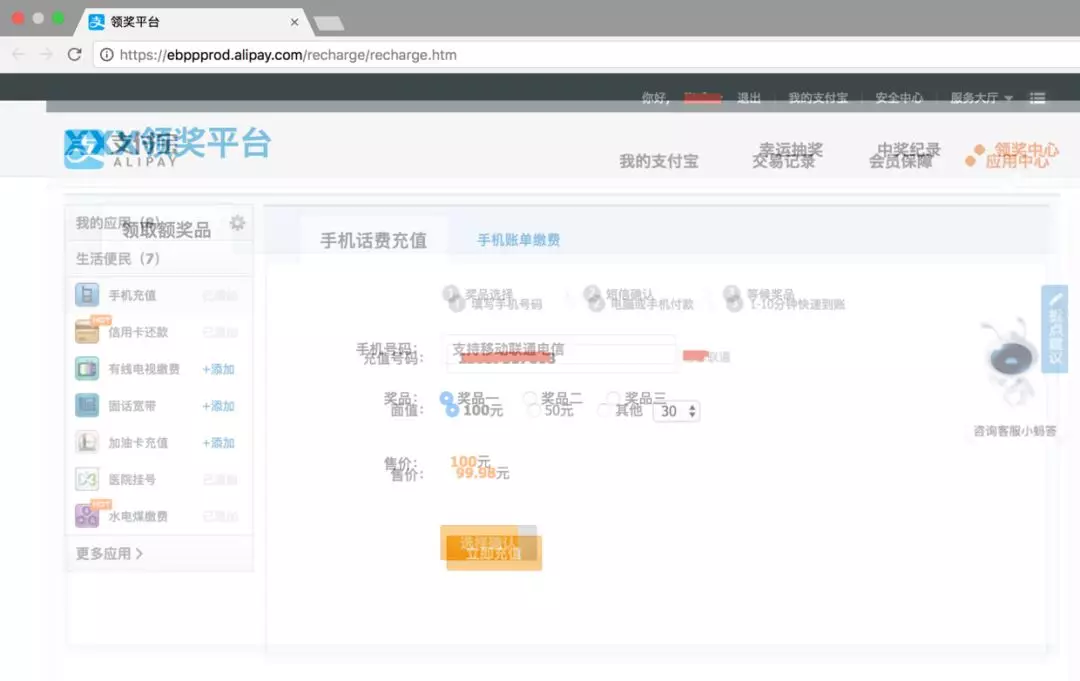 领奖平台
https://ebppprod.alipay.com/recharge/recharge.htm
你好, 退出 我的支付宝 安全中心 服务大厅
支付宝 领奖平台
ALIPAY
幸运抽奖 中奖纪录 领奖中心
我的支付宝 交易记录 会员保障 应用中心
我的应用 (8)
领取额奖品
生活便民 (7)
手机话费充值 手机账单缴费
手机充值 已添加
信用卡还款 已添加
HOT
有线电视缴费 +添加
固话宽带 +添加
加油卡充值 +添加
医院挂号 已添加
水电煤缴费 已添加
HOT
更多应用
1 奖品选择 2 短信确认 3 等候奖品
填写手机号码 电脑或手机付款 1-10分钟快速到账
手机号码: 支持移动联通电信
充值号码: 联通
奖品: 奖品一 奖品二 奖品三
面值: 100元 50元 其他 30
售价: 100元
售价: 99.98元
选择确认
立即充值
咨询客服小蚂答